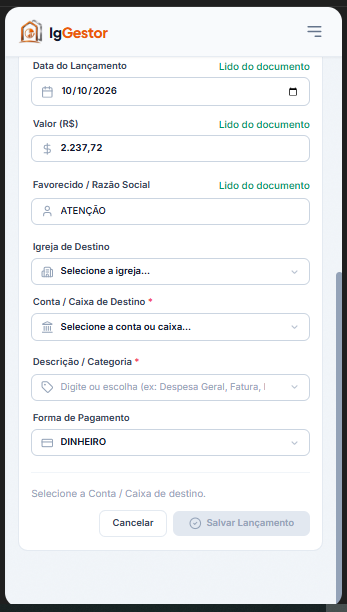 IgGestor
Data do Lançamento
Lido do documento
10/10/2026
Valor (R$)
Lido do documento
$ 2.237,72
Favorecido / Razão Social
Lido do documento
ATENÇÃO
Igreja de Destino
Selecione a igreja...
Conta / Caixa de Destino *
Selecione a conta ou caixa...
Descrição / Categoria *
Digite ou escolha (ex: Despesa Geral, Fatura, I
Forma de Pagamento
DINHEIRO
Selecione a Conta / Caixa de destino.
Cancelar
Salvar Lançamento